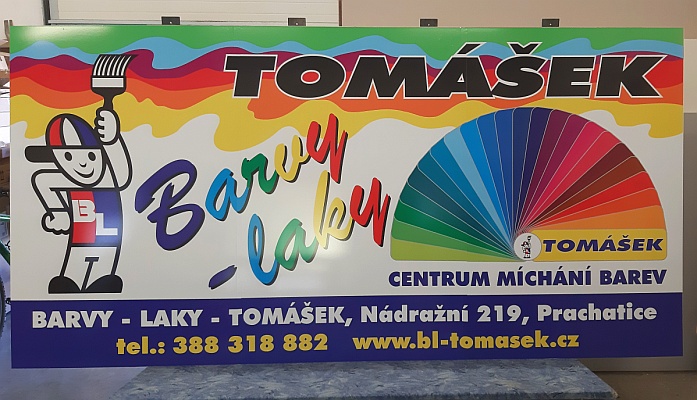 TOMÁŠEK
Barvy
-laky
BL
T
TOMÁŠEK
CENTRUM MÍCHÁNÍ BAREV
BARVY - LAKY - TOMÁŠEK, Nádražní 219, Prachatice
tel.: 388 318 882 www.bl-tomasek.cz